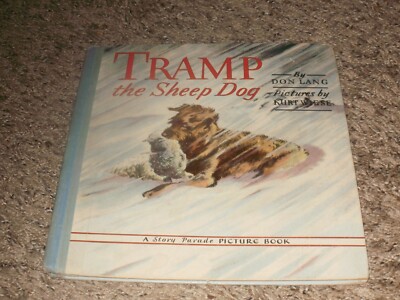 TRAMP
the Sheep Dog
By
DON LANG
Pictures by
KURT WIESE
A Story Parade PICTURE BOOK